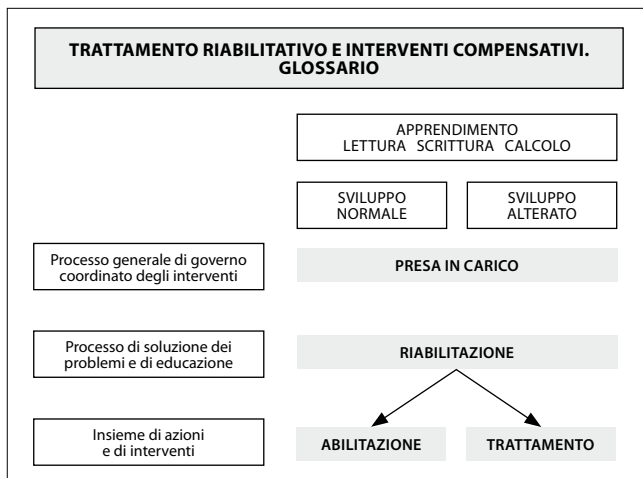 TRATTAMENTO RIABILITATIVO E INTERVENTI COMPENSATIVI.
GLOSSARIO
APPRENDIMENTO
LETTURA SCRITTURA CALCOLO
SVILUPPO
NORMALE
SVILUPPO
ALTERATO
Processo generale di governo
coordinato degli interventi
PRESA IN CARICO
Processo di soluzione dei
problemi e di educazione
RIABILITAZIONE
Insieme di azioni
e di interventi
ABILITAZIONE
TRATTAMENTO